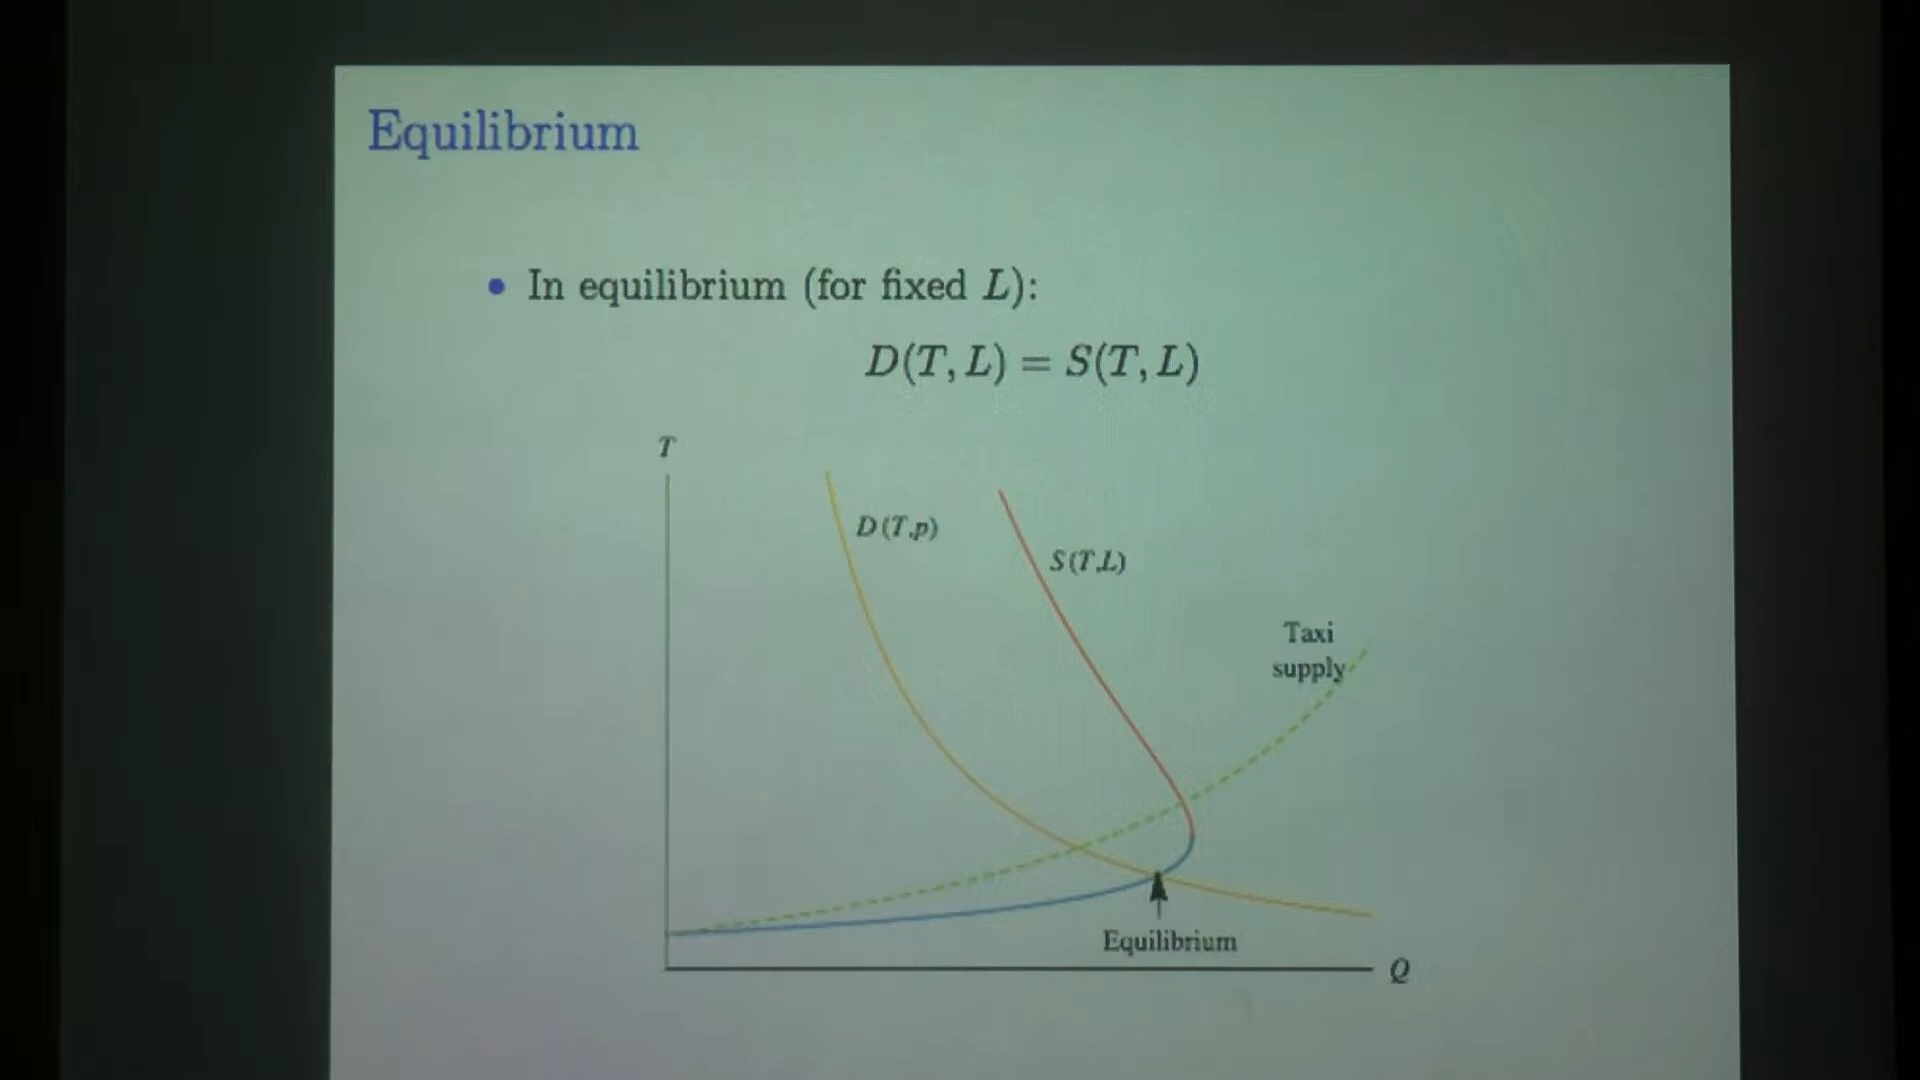 Equilibrium
• In equilibrium (for fixed L):
D(T, L) = S(T, L)
T
D(T,p)
S(T,L)
Taxi
supply
Equilibrium
Q